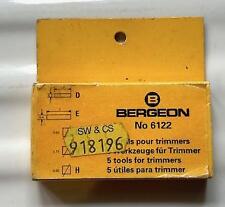 D
E
B
BERGEON
No 6122
SW & CS
918196
pour trimmers
Werkzeuge für Trimmer
5 tools for trimmers
H
5 útiles para trimmer